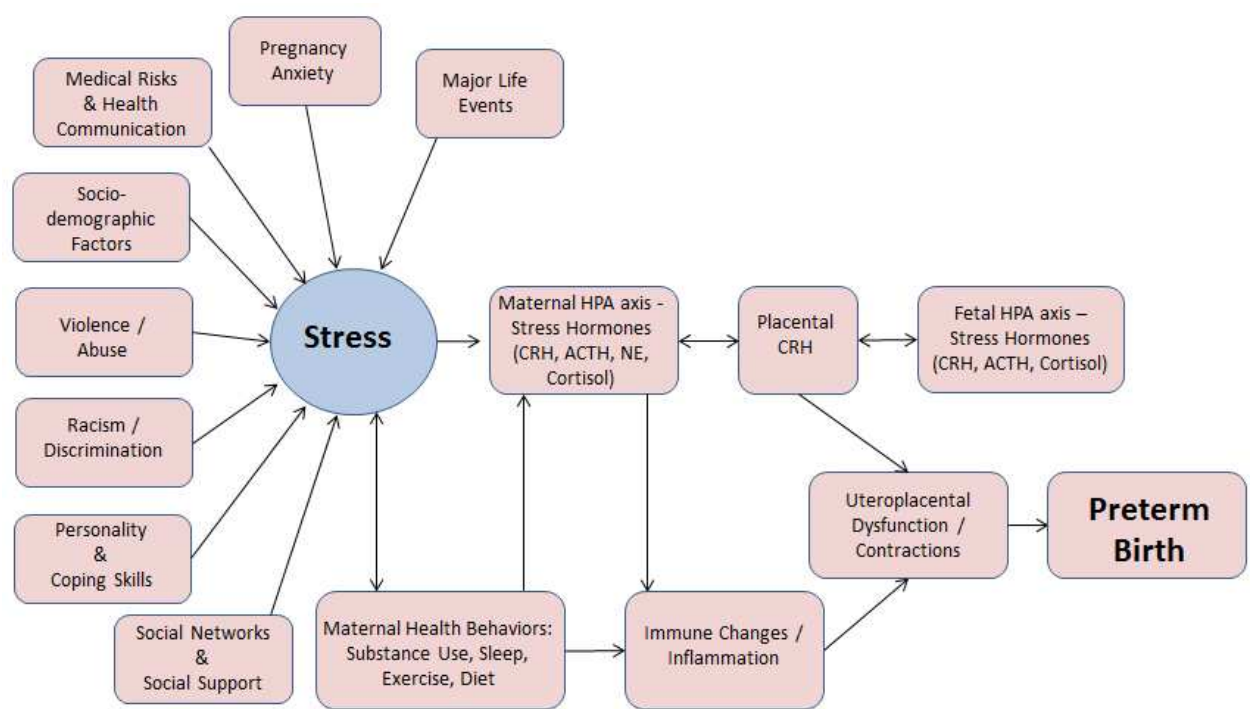 Pregnancy
Anxiety
Medical Risks
& Health
Communication
Major Life
Events
Socio-
demographic
Factors
Violence /
Abuse
Racism /
Discrimination
Personality
&
Coping Skills
Social Networks
&
Social Support
Stress
Maternal HPA axis -
Stress Hormones
(CRH, ACTH, NE,
Cortisol)
Placental
CRH
Fetal HPA axis –
Stress Hormones
(CRH, ACTH, Cortisol)
Maternal Health Behaviors:
Substance Use, Sleep,
Exercise, Diet
Immune Changes /
Inflammation
Uteroplacental
Dysfunction /
Contractions
Preterm
Birth